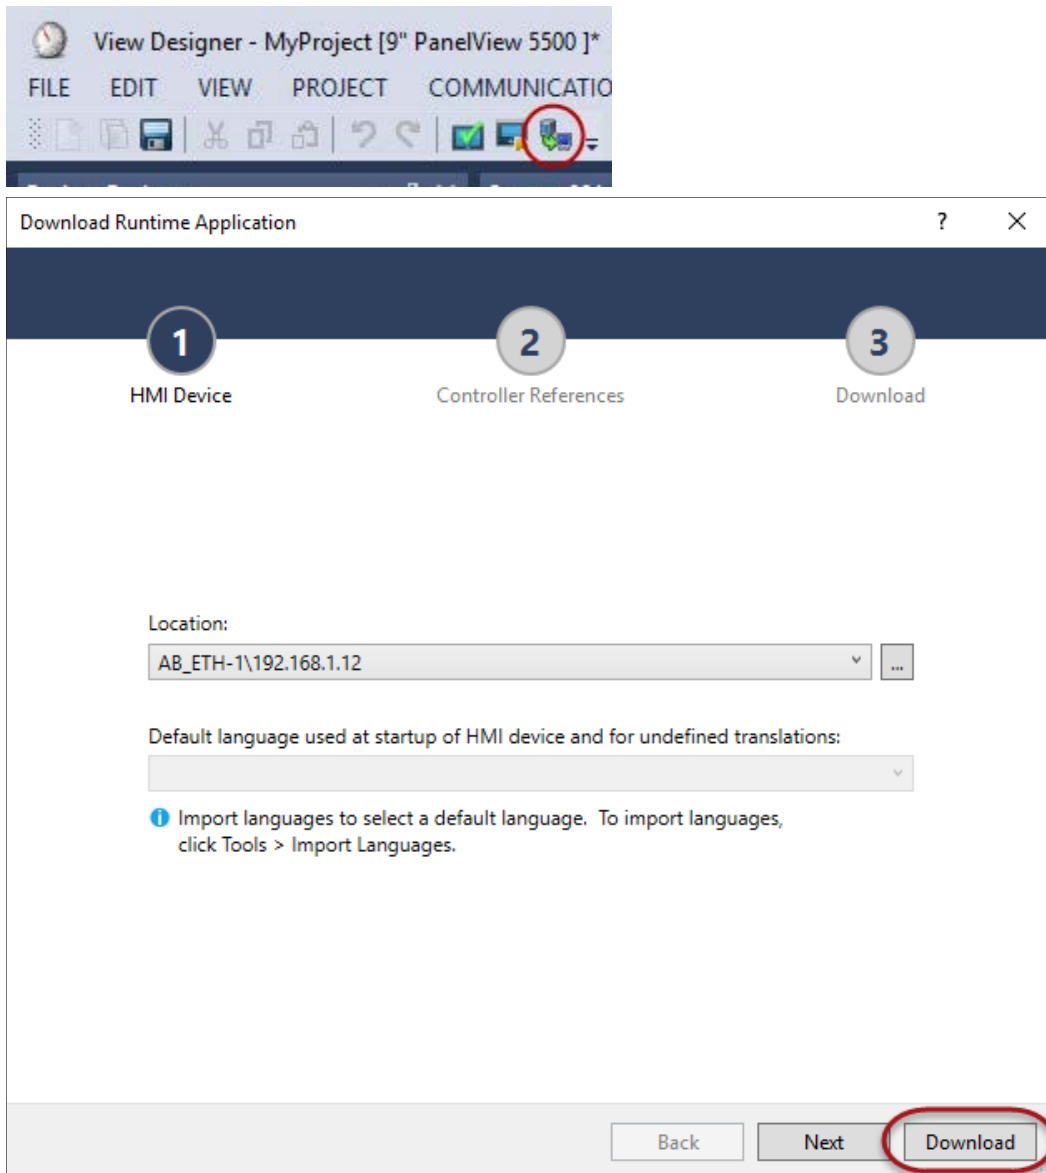 View Designer - MyProject [9" PanelView 5500 ]*
FILE EDIT VIEW PROJECT COMMUNICATIO
Download Runtime Application ?
1 2 3
HMI Device Controller References Download
Location:
AB_ETH-1\192.168.1.12 ...
Default language used at startup of HMI device and for undefined translations:
Import languages to select a default language. To import languages,
click Tools > Import Languages.
Back Next Download